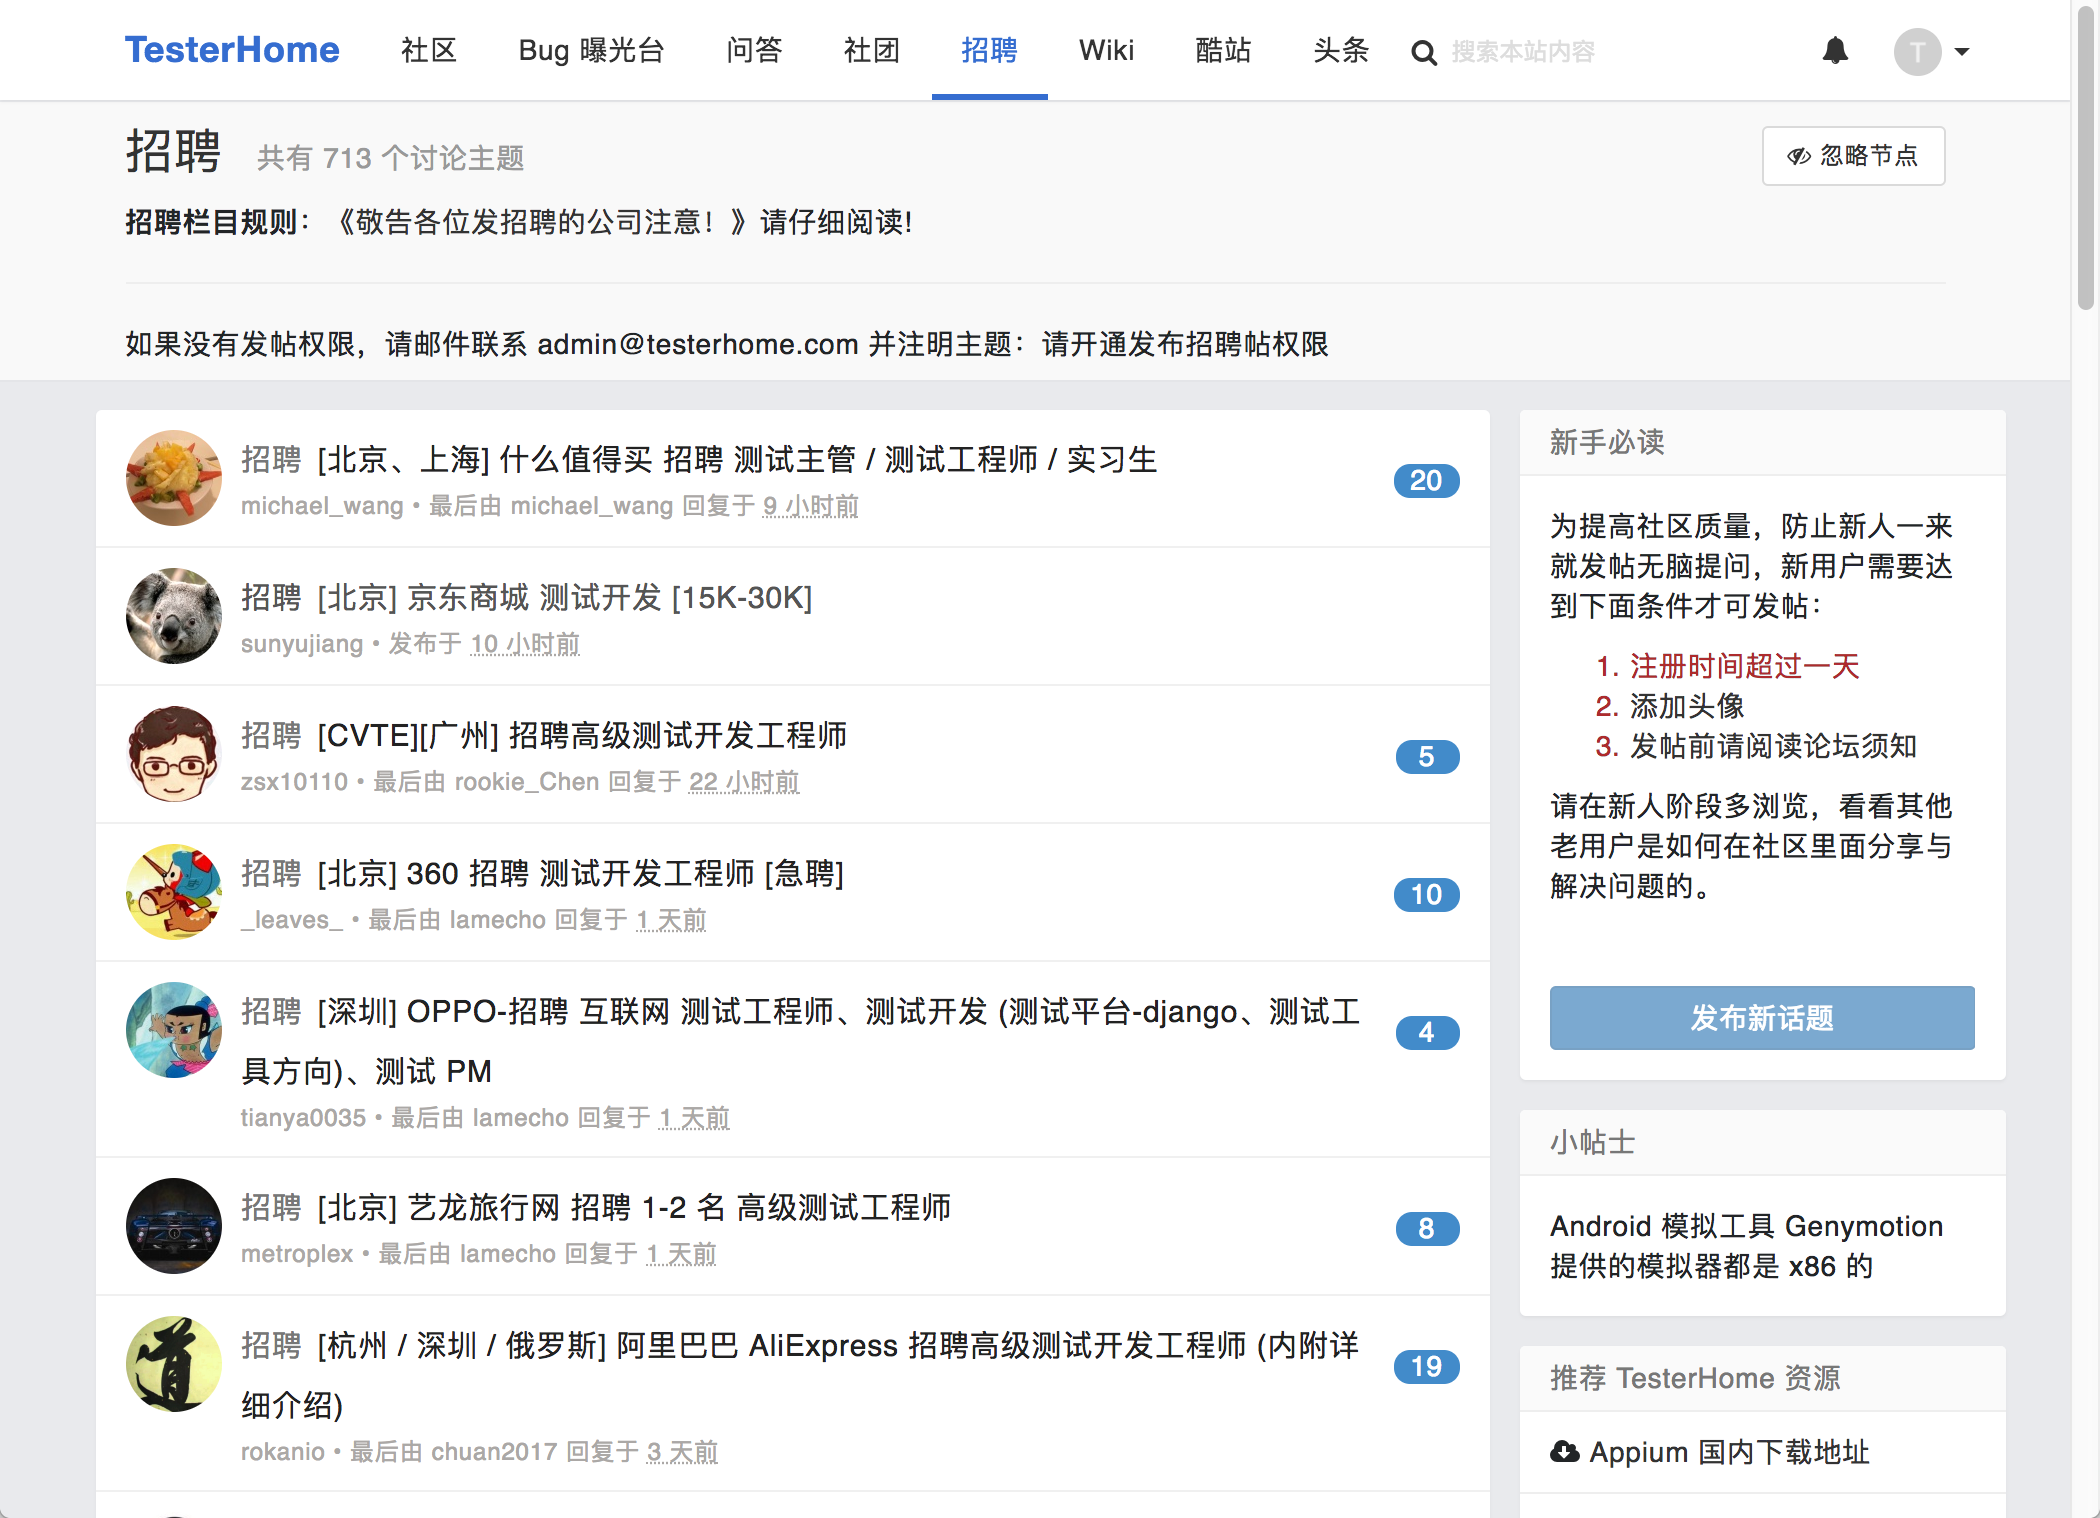 TesterHome 社区 Bug 曝光台 问答 社团 招聘 Wiki 酷站 头条 搜索本站内容 T
招聘 共有 713 个讨论主题 忽略节点
招聘栏目规则：《敬告各位发招聘的公司注意！》请仔细阅读!
如果没有发帖权限，请邮件联系 admin@testerhome.com 并注明主题：请开通发布招聘帖权限
招聘 [北京、上海] 什么值得买 招聘 测试主管 / 测试工程师 / 实习生
michael_wang • 最后由 michael_wang 回复于 9 小时前
20
招聘 [北京] 京东商城 测试开发 [15K-30K]
sunyujiang • 发布于 10 小时前
招聘 [CVTE][广州] 招聘高级测试开发工程师
zsx10110 • 最后由 rookie_Chen 回复于 22 小时前
5
招聘 [北京] 360 招聘 测试开发工程师 [急聘]
_leaves_ • 最后由 lamecho 回复于 1 天前
10
招聘 [深圳] OPPO-招聘 互联网 测试工程师、测试开发 (测试平台-django、测试工
具方向)、测试 PM
tianya0035 • 最后由 lamecho 回复于 1 天前
4
招聘 [北京] 艺龙旅行网 招聘 1-2 名 高级测试工程师
metroplex • 最后由 lamecho 回复于 1 天前
8
招聘 [杭州 / 深圳 / 俄罗斯] 阿里巴巴 AliExpress 招聘高级测试开发工程师 (内附详
细介绍)
rokanio • 最后由 chuan2017 回复于 3 天前
19
道
新手必读
为提高社区质量，防止新人一来
就发帖无脑提问，新用户需要达
到下面条件才可发帖：
1. 注册时间超过一天
2. 添加头像
3. 发帖前请阅读论坛须知
请在新人阶段多浏览，看看其他
老用户是如何在社区里面分享与
解决问题的。
发布新话题
小帖士
Android 模拟工具 Genymotion
提供的模拟器都是 x86 的
推荐 TesterHome 资源
Appium 国内下载地址